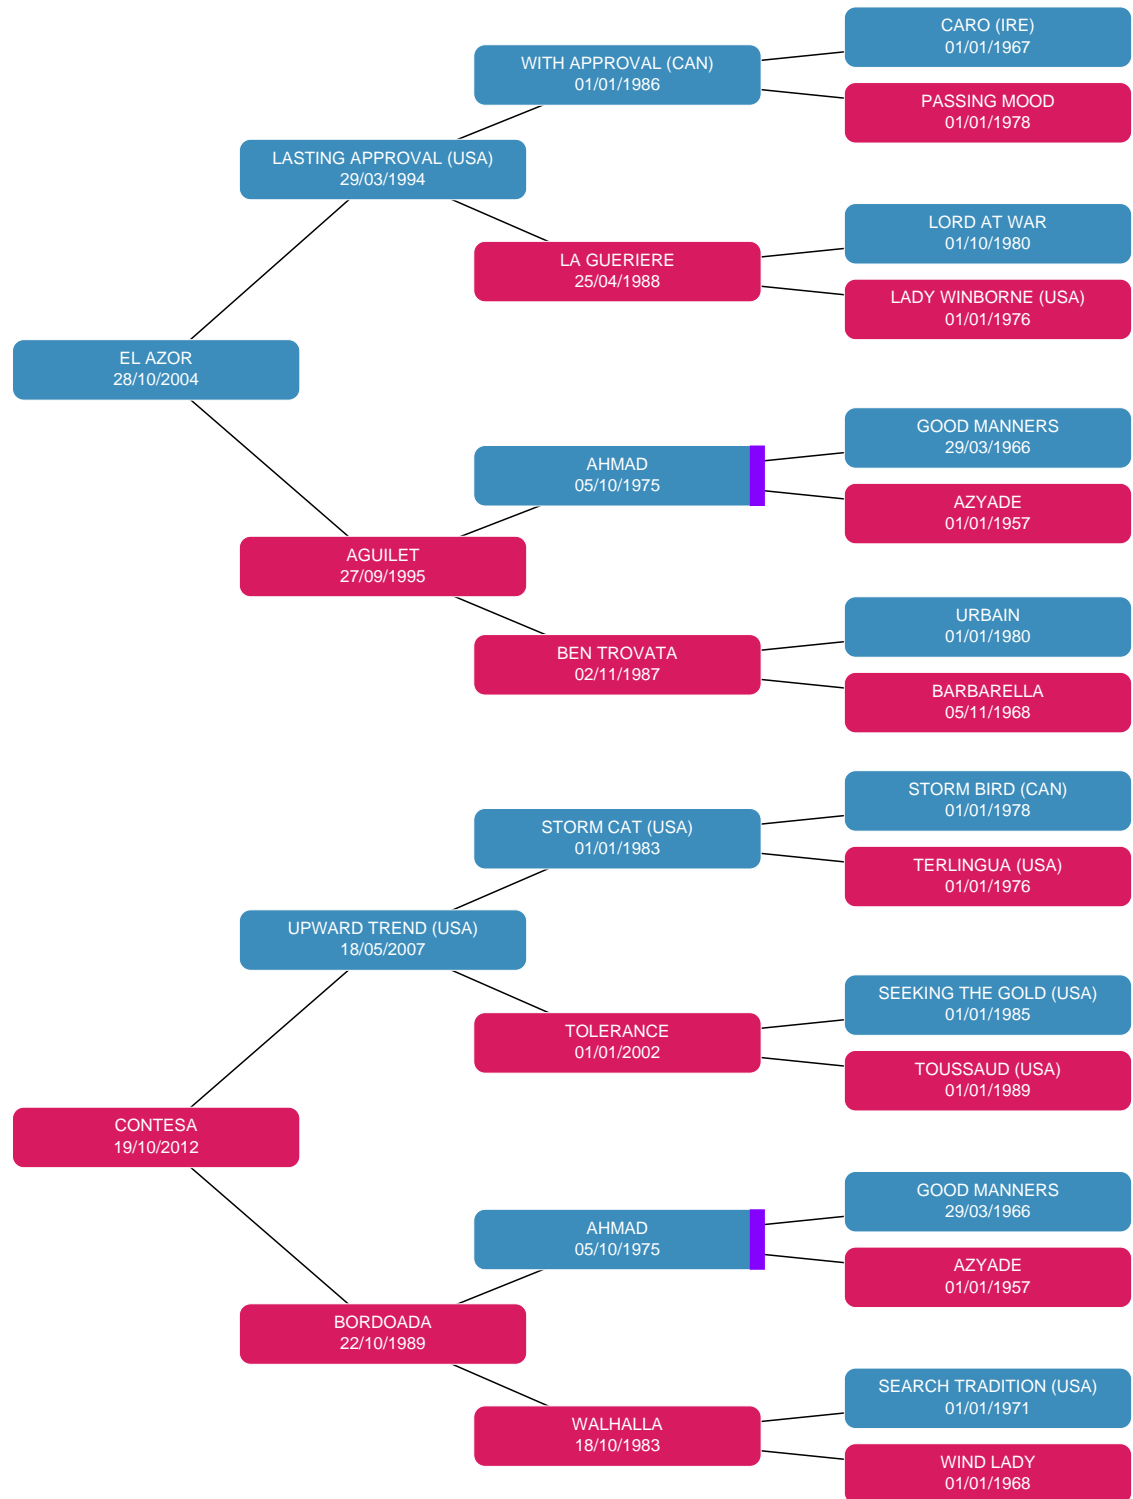 CARO (IRE)
01/01/1967
WITH APPROVAL (CAN)
01/01/1986
PASSING MOOD
01/01/1978
LASTING APPROVAL (USA)
29/03/1994
LORD AT WAR
01/10/1980
LA GUERIERE
25/04/1988
LADY WINBORNE (USA)
01/01/1976
EL AZOR
28/10/2004
GOOD MANNERS
29/03/1966
AHMAD
05/10/1975
AZYADE
01/01/1957
AGUILET
27/09/1995
URBAIN
01/01/1980
BEN TROVATA
02/11/1987
BARBARELLA
05/11/1968
STORM BIRD (CAN)
01/01/1978
STORM CAT (USA)
01/01/1983
TERLINGUA (USA)
01/01/1976
UPWARD TREND (USA)
18/05/2007
SEEKING THE GOLD (USA)
01/01/1985
TOLERANCE
01/01/2002
TOUSSAUD (USA)
01/01/1989
CONTESA
19/10/2012
GOOD MANNERS
29/03/1966
AHMAD
05/10/1975
AZYADE
01/01/1957
BORDOADA
22/10/1989
SEARCH TRADITION (USA)
01/01/1971
WALHALLA
18/10/1983
WIND LADY
01/01/1968